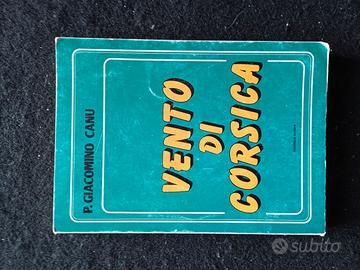 P. GIACOMINO CANU
VENTO
DI
CORSICA
subito